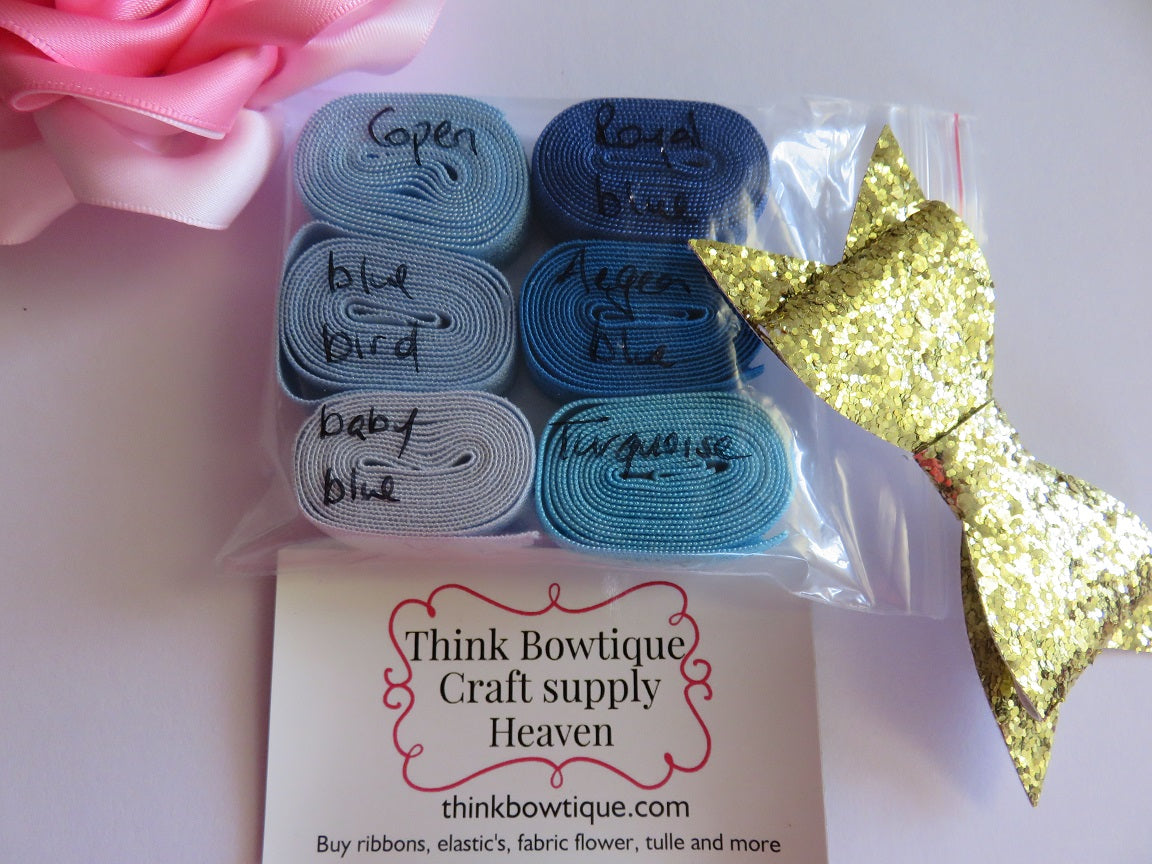 Copen
Royal
blue
blue
bird
Aegean
blue
baby
blue
Turquoise
Think Bowtique
Craft supply
Heaven
thinkbowtique.com
Buy ribbons, elastic's, fabric flower, tulle and more